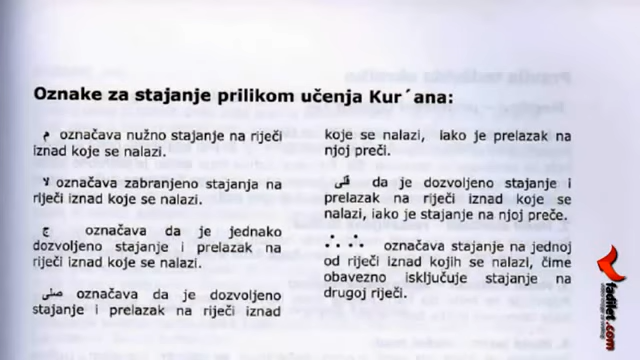 Oznake za stajanje prilikom učenja Kur´ana:
م označava nužno stajanje na riječi
iznad koje se nalazi.
لا označava zabranjeno stajanja na
riječi iznad koje se nalazi.
ج označava da je jednako
dozvoljeno stajanje i prelazak na
riječi iznad koje se nalazi.
صلى označava da je dozvoljeno
stajanje i prelazak na riječi iznad
koje se nalazi, iako je prelazak na
njoj preči.
قلى da je dozvoljeno stajanje i
prelazak na riječi iznad koje se
nalazi, iako je stajanje na njoj preče.
∴ ∴ označava stajanje na jednoj
od riječi iznad kojih se nalazi, čime
obavezno isključuje stajanje na
drugoj riječi.
fadilet.com